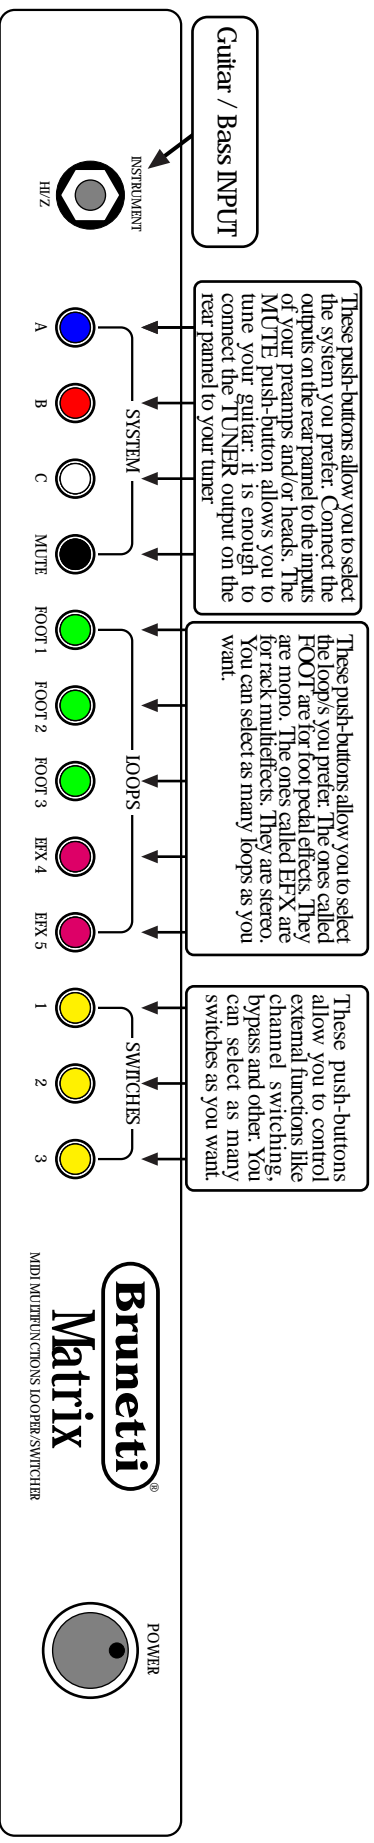 Guitar / Bass INPUT
These push-buttons allow you to select
the system you prefer. Connect the
outputs on the rear pannel to the inputs
of your preamps and/or heads. The
MUTE push-button allows you to
tune your guitar: it is enough to
connect the TUNER output on the
rear pannel to your tuner
These push-buttons allow you to select
the loop/s you prefer. The ones called
FOOT are for foot pedal effects. They
are mono. The ones called EFX are
for rack multieffects. They are stereo.
You can select as many loops as you
want.
These push-buttons
allow you to control
external functions like
channel switching,
bypass and other. You
can select as many
switches as you want.
INSTRUMENT
HI/Z
SYSTEM
A
B
C
MUTE
LOOPS
FOOT 1
FOOT 2
FOOT 3
EFX 4
EFX 5
SWITCHES
1
2
3
Brunetti®
Matrix
MIDI MULTIFUNCTIONS LOOPER/SWITCHER
POWER